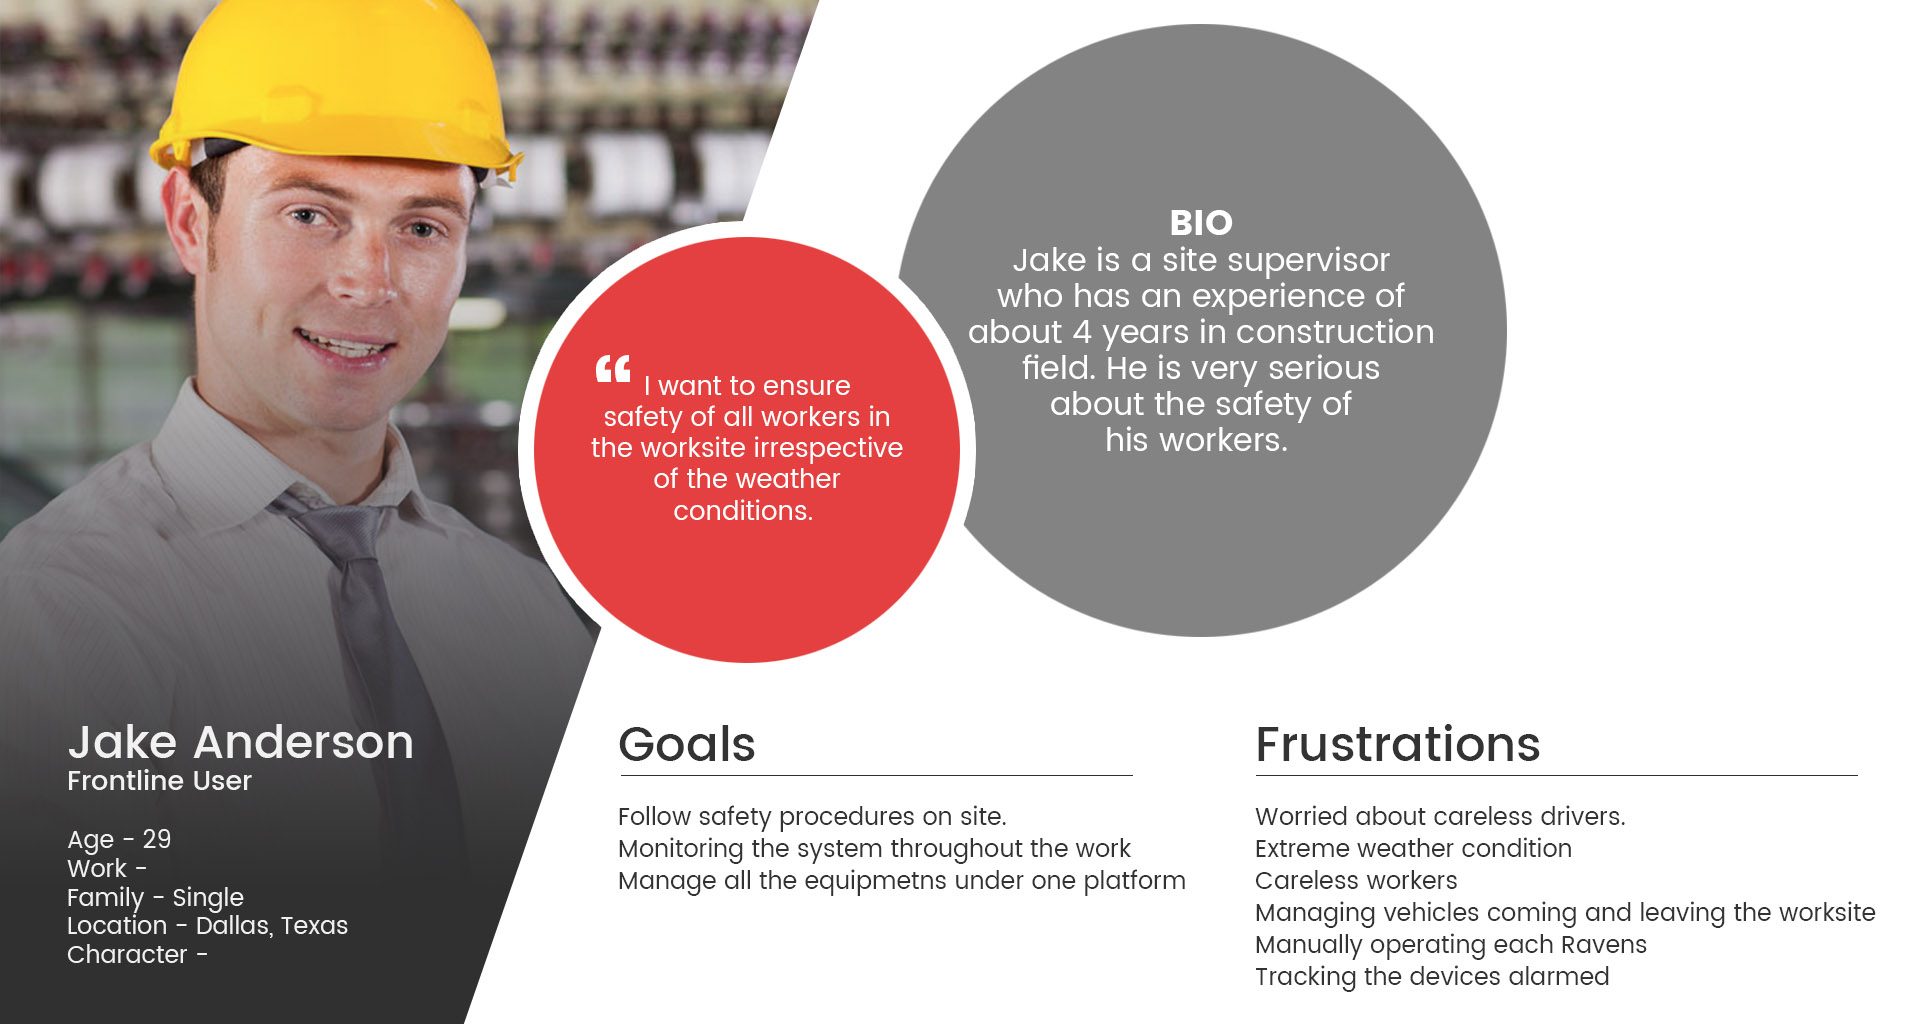 “ I want to ensure
safety of all workers in
the worksite irrespective
of the weather
conditions.
BIO
Jake is a site supervisor
who has an experience of
about 4 years in construction
field. He is very serious
about the safety of
his workers.
Jake Anderson
Frontline User
Age - 29
Work -
Family - Single
Location - Dallas, Texas
Character -
Goals
Follow safety procedures on site.
Monitoring the system throughout the work
Manage all the equipmetns under one platform
Frustrations
Worried about careless drivers.
Extreme weather condition
Careless workers
Managing vehicles coming and leaving the worksite
Manually operating each Ravens
Tracking the devices alarmed